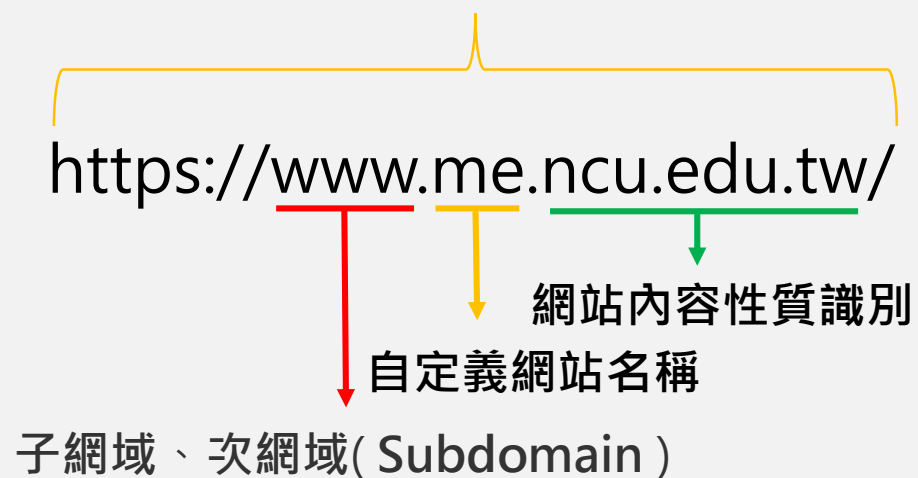 https://www.me.ncu.edu.tw/
網站內容性質識別
自定義網站名稱
子網域、次網域( Subdomain )